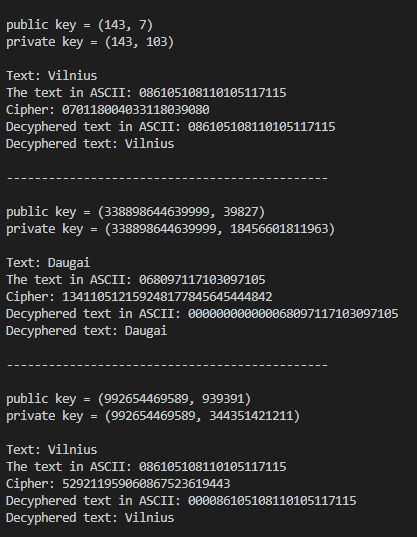 public key = (143, 7)
private key = (143, 103)
Text: Vilnius
The text in ASCII: 086105108110105117115
Cipher: 070118004033118039080
Decyphered text in ASCII: 086105108110105117115
Decyphered text: Vilnius
----------------------------------------------
public key = (338898644639999, 39827)
private key = (338898644639999, 18456601811963)
Text: Daugai
The text in ASCII: 068097117103097105
Cipher: 134110512159248177845645444842
Decyphered text in ASCII: 000000000000068097117103097105
Decyphered text: Daugai
----------------------------------------------
public key = (992654469589, 939391)
private key = (992654469589, 344351421211)
Text: Vilnius
The text in ASCII: 086105108110105117115
Cipher: 529211959060867523619443
Decyphered text in ASCII: 000086105108110105117115
Decyphered text: Vilnius